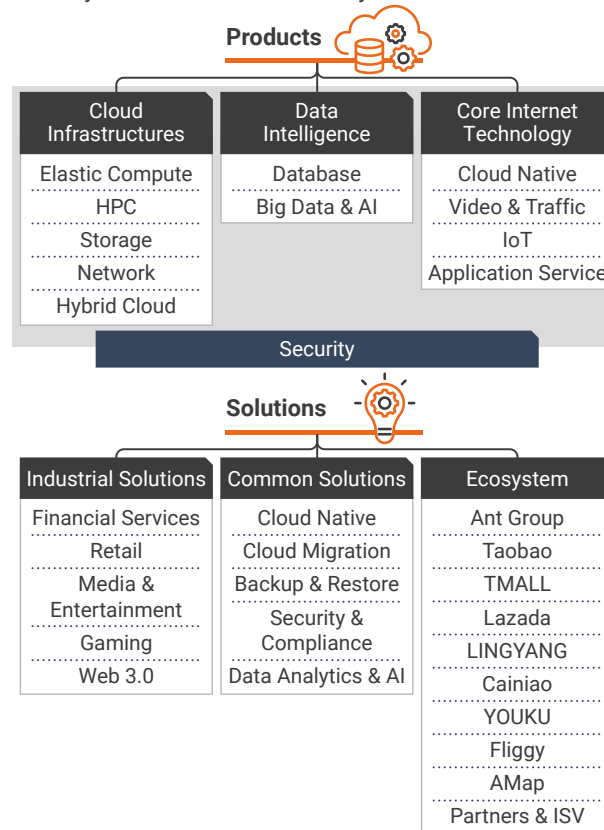 Products
Cloud
Infrastructures
Elastic Compute
HPC
Storage
Network
Hybrid Cloud
Data
Intelligence
Database
Big Data & AI
Core Internet
Technology
Cloud Native
Video & Traffic
IoT
Application Service
Security
Solutions
Industrial Solutions
Financial Services
Retail
Media &
Entertainment
Gaming
Web 3.0
Common Solutions
Cloud Native
Cloud Migration
Backup & Restore
Security &
Compliance
Data Analytics & AI
Ecosystem
Ant Group
Taobao
TMALL
Lazada
LINGYANG
Cainiao
YOUKU
Fliggy
AMap
Partners & ISV